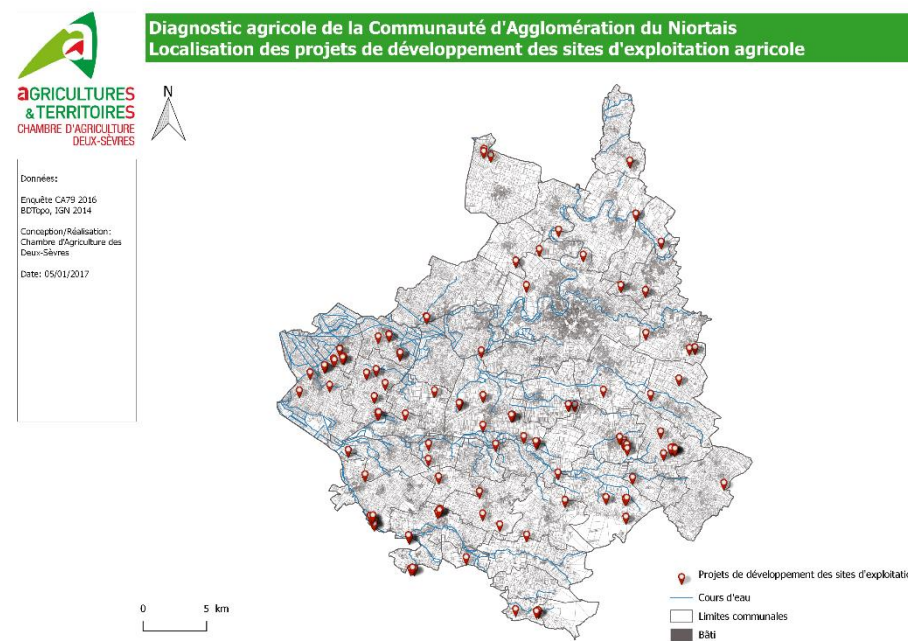 Diagnostic agricole de la Communauté d'Agglomération du Niortais
Localisation des projets de développement des sites d'exploitation agricole
aGRICULTURES
& TERRITOIRES
CHAMBRE D'AGRICULTURE
DEUX-SÈVRES
N
Données:
Enquête CA79 2016
BDTopo, IGN 2014
Conception/Réalisation:
Chambre d'Agriculture des
Deux-Sèvres
Date: 05/01/2017
0 5 km
Projets de développement des sites d'exploitati
Cours d'eau
Limites communales
Bâti